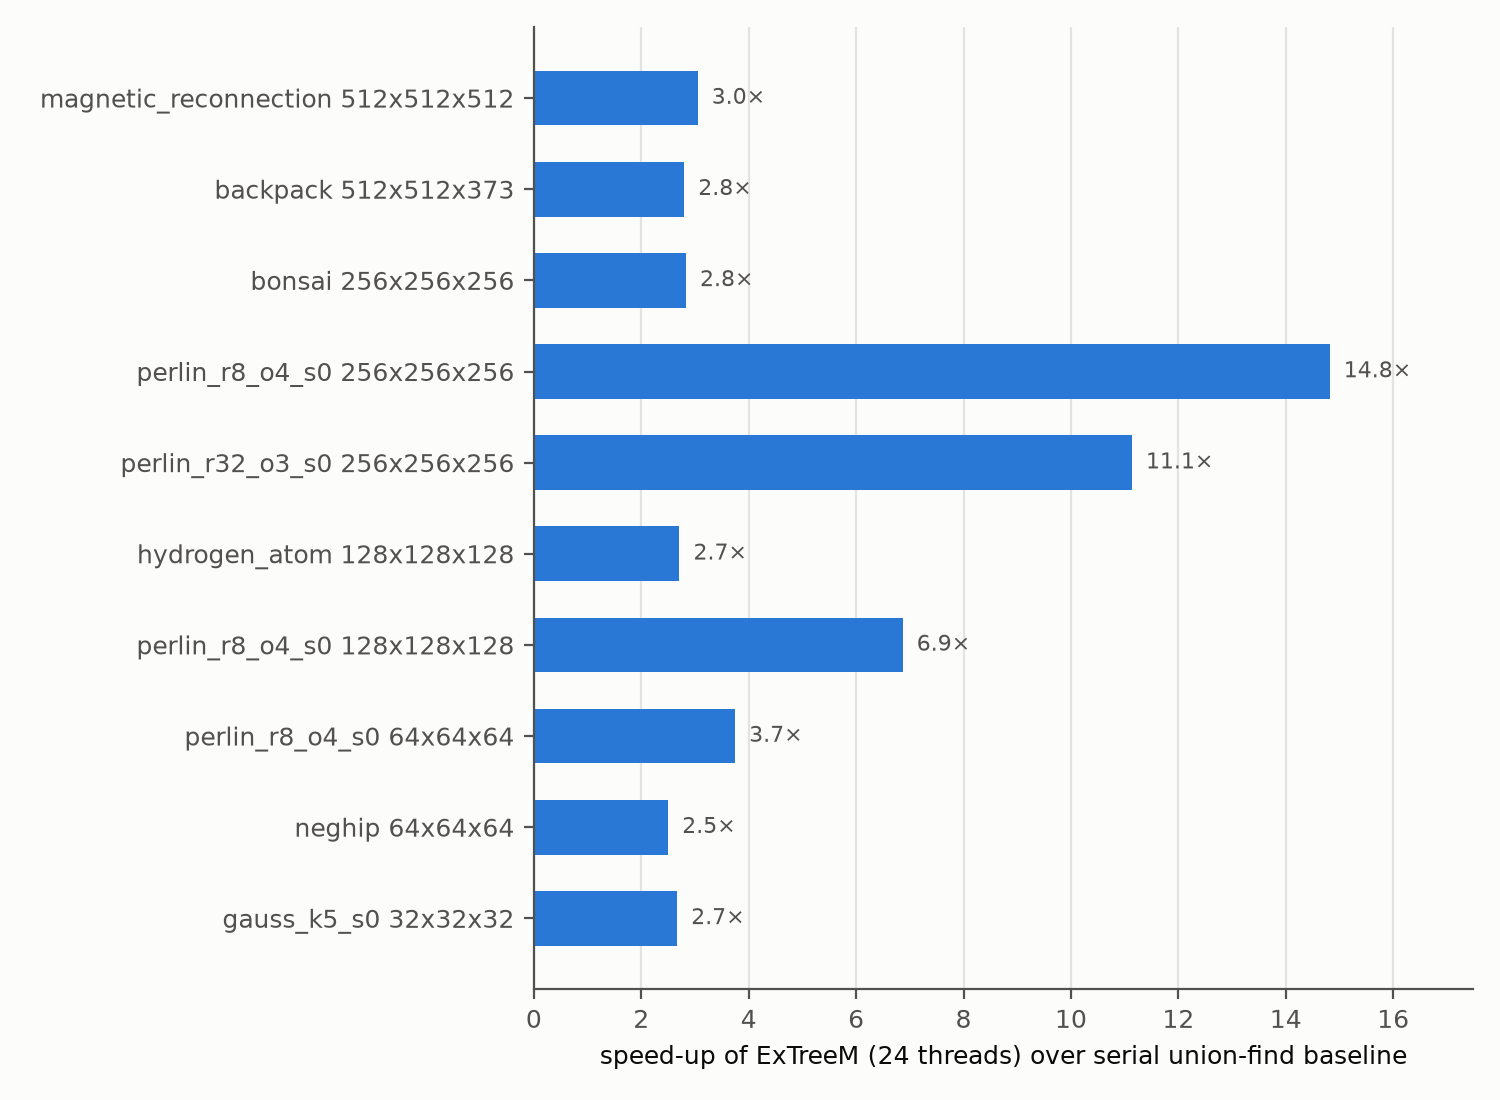 magnetic_reconnection 512x512x512 3.0×
backpack 512x512x373 2.8×
bonsai 256x256x256 2.8×
perlin_r8_o4_s0 256x256x256 14.8×
perlin_r32_o3_s0 256x256x256 11.1×
hydrogen_atom 128x128x128 2.7×
perlin_r8_o4_s0 128x128x128 6.9×
perlin_r8_o4_s0 64x64x64 3.7×
neghip 64x64x64 2.5×
gauss_k5_s0 32x32x32 2.7×
0 2 4 6 8 10 12 14 16
speed-up of ExTreeM (24 threads) over serial union-find baseline